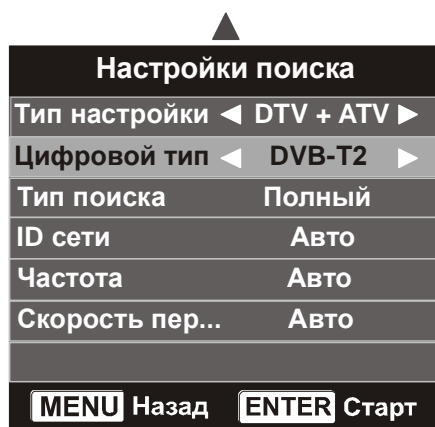 Настройки поиска
Тип настройки DTV + ATV
Цифровой тип DVB-T2
Тип поиска Полный
ID сети Авто
Частота Авто
Скорость пер... Авто
MENU Назад ENTER Старт